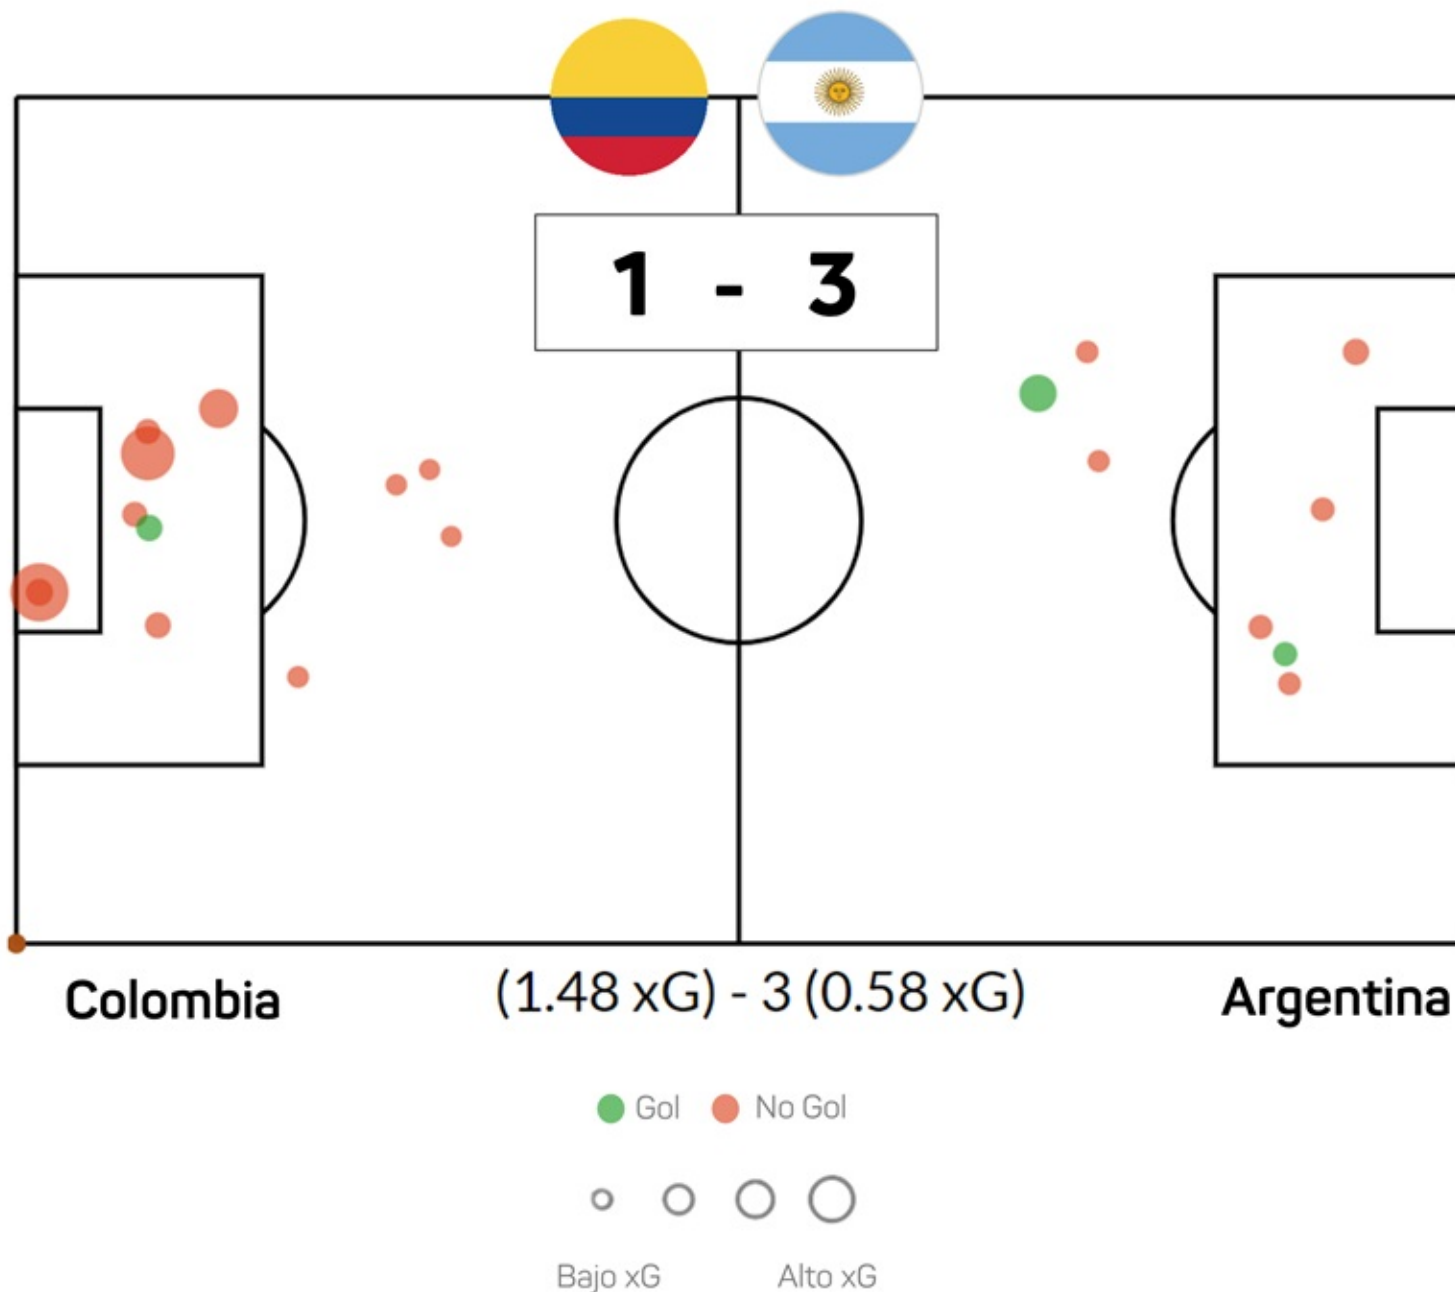 1 - 3
Colombia (1.48 xG) - 3 (0.58 xG) Argentina
Gol No Gol
Bajo xG Alto xG